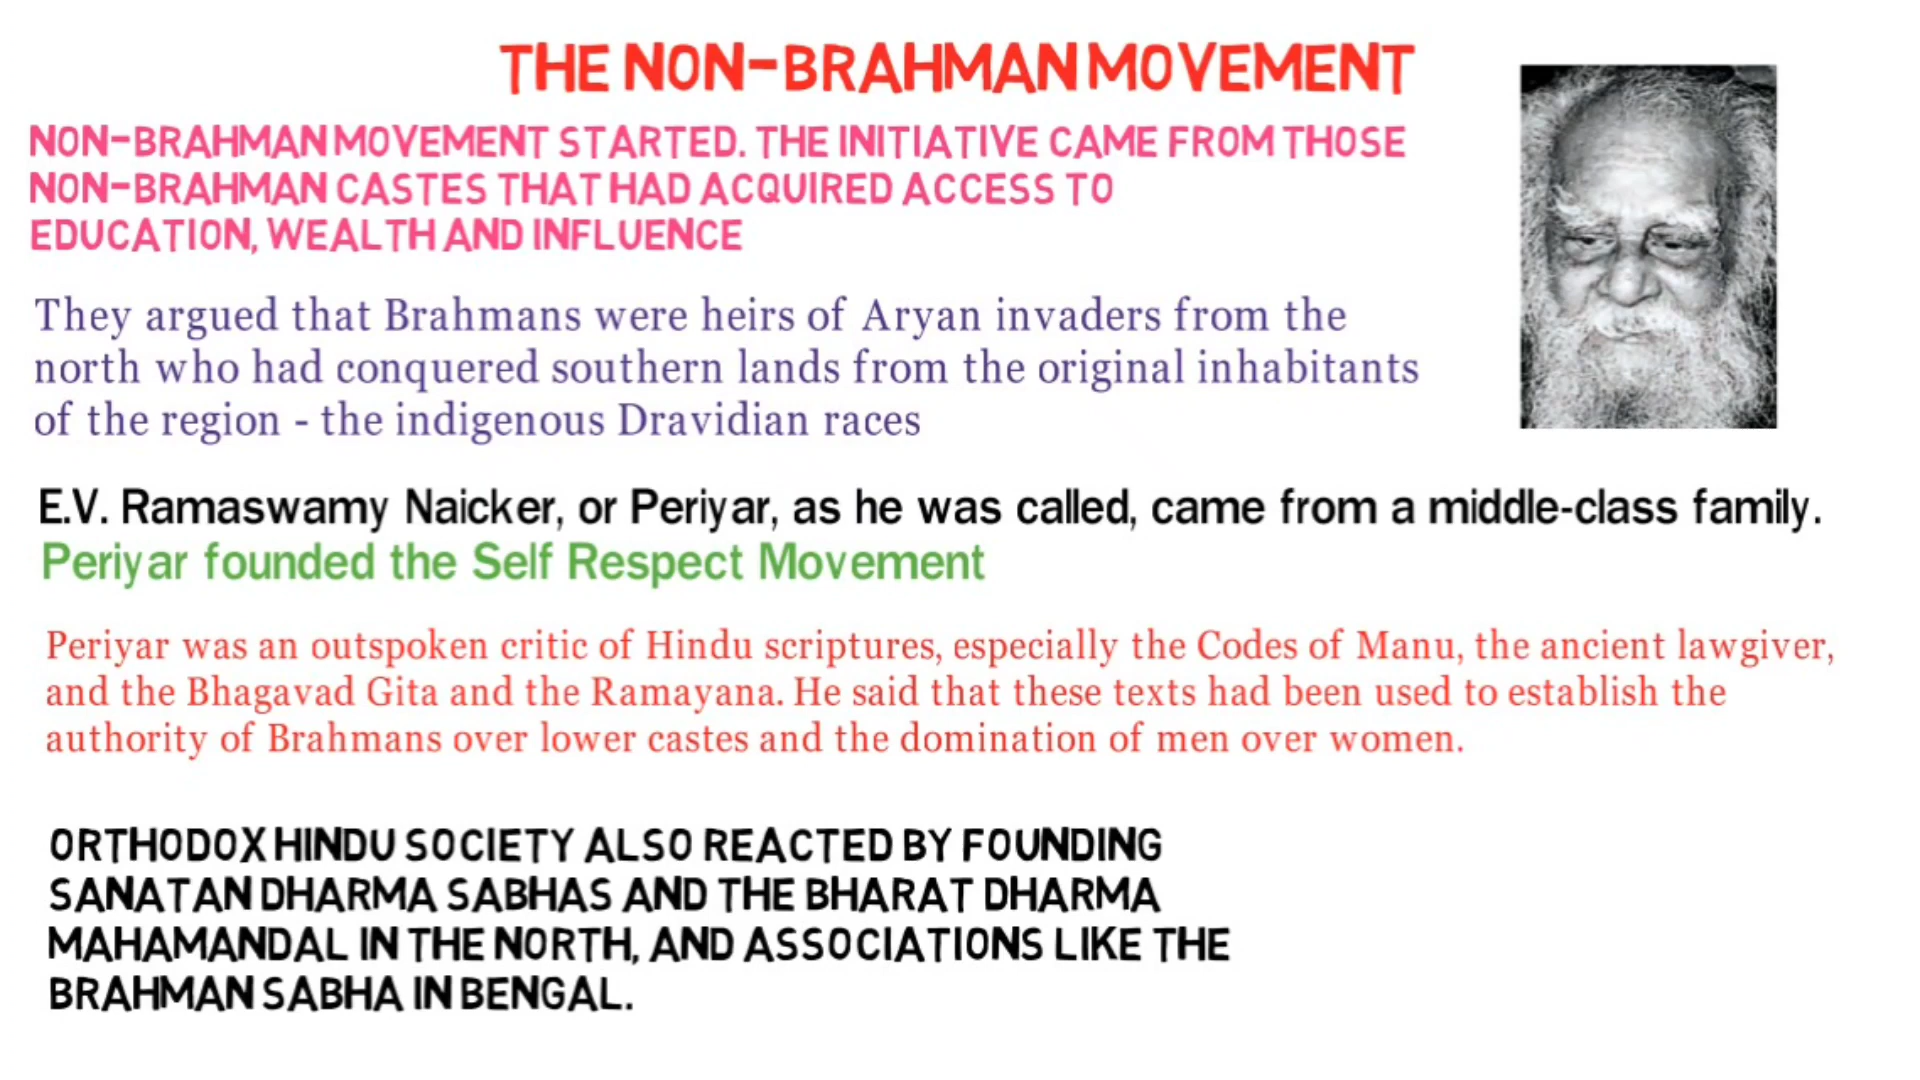 THE NON-BRAHMAN MOVEMENT
NON-BRAHMAN MOVEMENT STARTED. THE INITIATIVE CAME FROM THOSE
NON-BRAHMAN CASTES THAT HAD ACQUIRED ACCESS TO
EDUCATION, WEALTH AND INFLUENCE
They argued that Brahmans were heirs of Aryan invaders from the
north who had conquered southern lands from the original inhabitants
of the region - the indigenous Dravidian races
E.V. Ramaswamy Naicker, or Periyar, as he was called, came from a middle-class family.
Periyar founded the Self Respect Movement
Periyar was an outspoken critic of Hindu scriptures, especially the Codes of Manu, the ancient lawgiver,
and the Bhagavad Gita and the Ramayana. He said that these texts had been used to establish the
authority of Brahmans over lower castes and the domination of men over women.
ORTHODOX HINDU SOCIETY ALSO REACTED BY FOUNDING
SANATAN DHARMA SABHAS AND THE BHARAT DHARMA
MAHAMANDAL IN THE NORTH, AND ASSOCIATIONS LIKE THE
BRAHMAN SABHA IN BENGAL.